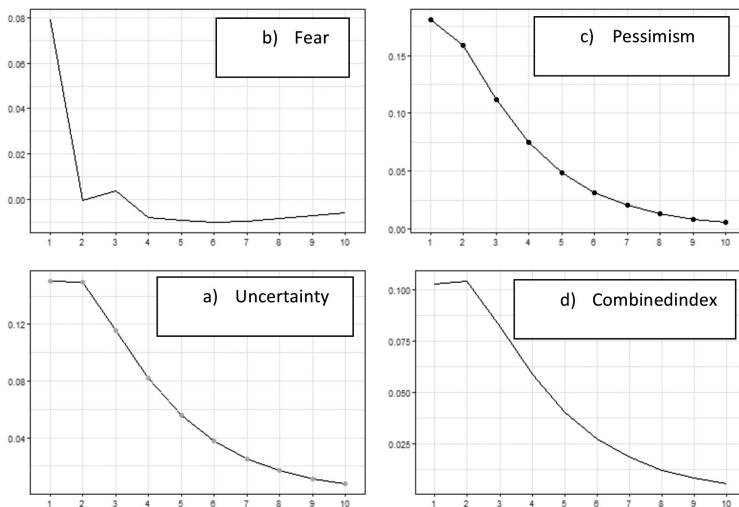 b) Fear
0.08
0.06
0.04
0.02
0.00
1 2 3 4 5 6 7 8 9 10
c) Pessimism
0.15
0.10
0.05
0.00
1 2 3 4 5 6 7 8 9 10
a) Uncertainty
0.12
0.08
0.04
1 2 3 4 5 6 7 8 9 10
d) Combinedindex
0.100
0.075
0.050
0.025
1 2 3 4 5 6 7 8 9 10